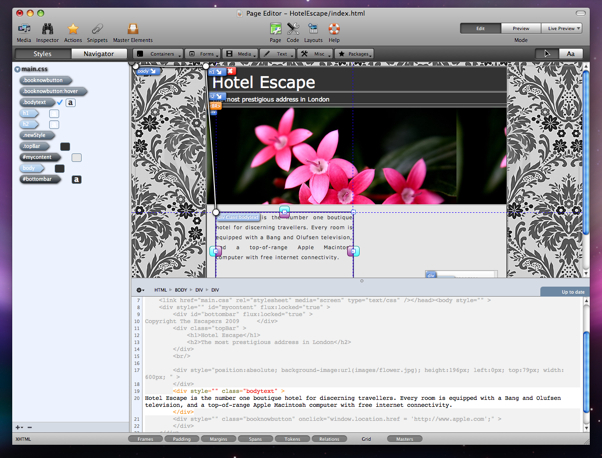 Page Editor – HotelEscape/index.html
Media Inspector Actions Snippets Master Elements
Page Code Layouts Help
Edit Preview Live Preview
Mode
Styles Navigator
Containers Forms Media Text Misc Packages
Aa
main.css
.booknowbutton
.booknowbutton:hover
.bodytext
a
h1
h2
.newStyle
.topBar
#mycontent
body
#bottombar
a
body
h1
Hotel Escape
most prestigious address in London
is the number one boutique
hotel for discerning travellers. Every room is
equipped with a Bang and Olufsen television,
and a top-of-range Apple Macintosh
computer with free internet connectivity.
HTML BODY DIV DIV
Up to date
7 <link href="main.css" rel="stylesheet" media="screen" type="text/css" /></head><body style="" >
8 <div style="" id="mycontent" flux:locked="true" >
9 <div id="bottombar" flux:locked="true" >
10 Copyright The Escapers 2009 </div>
11 <div class="topBar" >
12 <h1>Hotel Escape</h1>
13 <h2>The most prestigious address in London</h2>
14 </div>
15 <br/>
16
17 <div style="position:absolute; background-image:url(images/flower.jpg); height:194px; left:0px; top:79px; width:
600px; " >
18 </div>
19 <div style="" class="bodytext" >
20 Hotel Escape is the number one boutique hotel for discerning travellers. Every room is equipped with a Bang and Olufsen
television, and a top-of-range Apple Macintosh computer with free internet connectivity.
</div>
21 <div style='' class="booknowbutton" onclick="window.location.href = 'http://www.apple.com';" >
22 </div>
XHTML
Frames Padding Margins Spans Tokens Relations Grid Masters